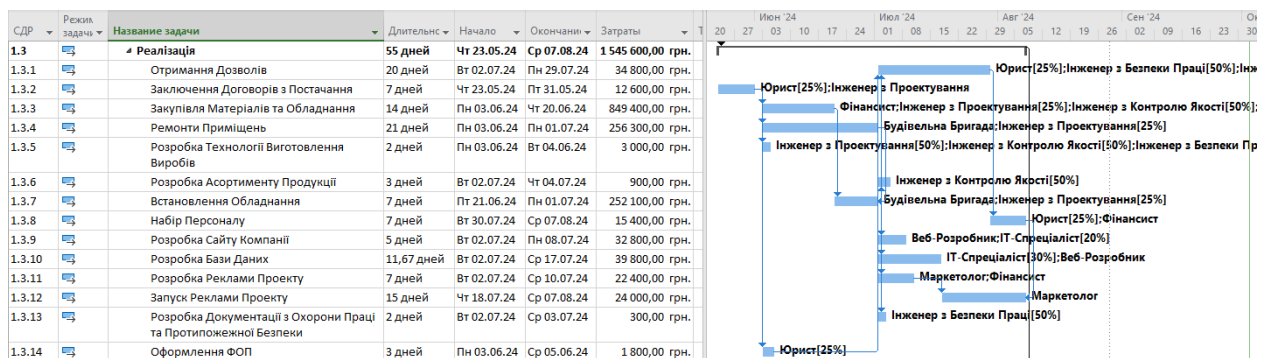 СДР Режим задачи Название задачи Длительнс Начало Окончание Затраты
Июн '24 Июл '24 Авг '24 Сен '24
20 27 03 10 17 24 01 08 15 22 29 05 12 19 26 02 09 16 23 30
1.3 Реалізація 55 дней Чт 23.05.24 Ср 07.08.24 1 545 600,00 грн.
1.3.1 Отримання Дозволів 20 дней Вт 02.07.24 Пн 29.07.24 34 800,00 грн. Юрист[25%];Інженер з Безпеки Праці[50%];Інж
1.3.2 Заключення Договорів з Постачання 7 дней Чт 23.05.24 Пт 31.05.24 12 600,00 грн. Юрист[25%];Інженер з Проектування
1.3.3 Закупівля Матеріалів та Обладнання 14 дней Пн 03.06.24 Чт 20.06.24 849 400,00 грн. Фінансист;Інженер з Проектування[25%];Інженер з Контролю Якості[50%];
1.3.4 Ремонти Приміщень 21 дней Пн 03.06.24 Пн 01.07.24 256 300,00 грн. Будівельна Бригада;Інженер з Проектування[25%]
1.3.5 Розробка Технології Виготовлення 2 дней Пн 03.06.24 Вт 04.06.24 3 000,00 грн. Інженер з Проектування[50%];Інженер з Контролю Якості[50%];Інженер з Безпеки Пр
Виробів
1.3.6 Розробка Асортименту Продукції 3 дней Вт 02.07.24 Чт 04.07.24 900,00 грн. Інженер з Контролю Якості[50%]
1.3.7 Встановлення Обладнання 7 дней Пт 21.06.24 Пн 01.07.24 252 100,00 грн. Будівельна Бригада;Інженер з Проектування[25%]
1.3.8 Набір Персоналу 7 дней Вт 30.07.24 Ср 07.08.24 15 400,00 грн. Юрист[25%];Фінансист
1.3.9 Розробка Сайту Компанії 5 дней Вт 02.07.24 Пн 08.07.24 32 800,00 грн. Веб-Розробник;ІТ-Спреціаліст[20%]
1.3.10 Розробка Бази Даних 11,67 дней Вт 02.07.24 Ср 17.07.24 39 800,00 грн. ІТ-Спреціаліст[30%];Веб-Розробник
1.3.11 Розробка Реклами Проекту 7 дней Вт 02.07.24 Ср 10.07.24 22 400,00 грн. Маркетолог;Фінансист
1.3.12 Запуск Реклами Проекту 15 дней Чт 18.07.24 Ср 07.08.24 24 000,00 грн. Маркетолог
1.3.13 Розробка Документації з Охорони Праці 2 дней Вт 02.07.24 Ср 03.07.24 300,00 грн. Інженер з Безпеки Праці[50%]
та Протипожежної Безпеки
1.3.14 Оформлення ФОП 3 дней Пн 03.06.24 Ср 05.06.24 1 800,00 грн. Юрист[25%]